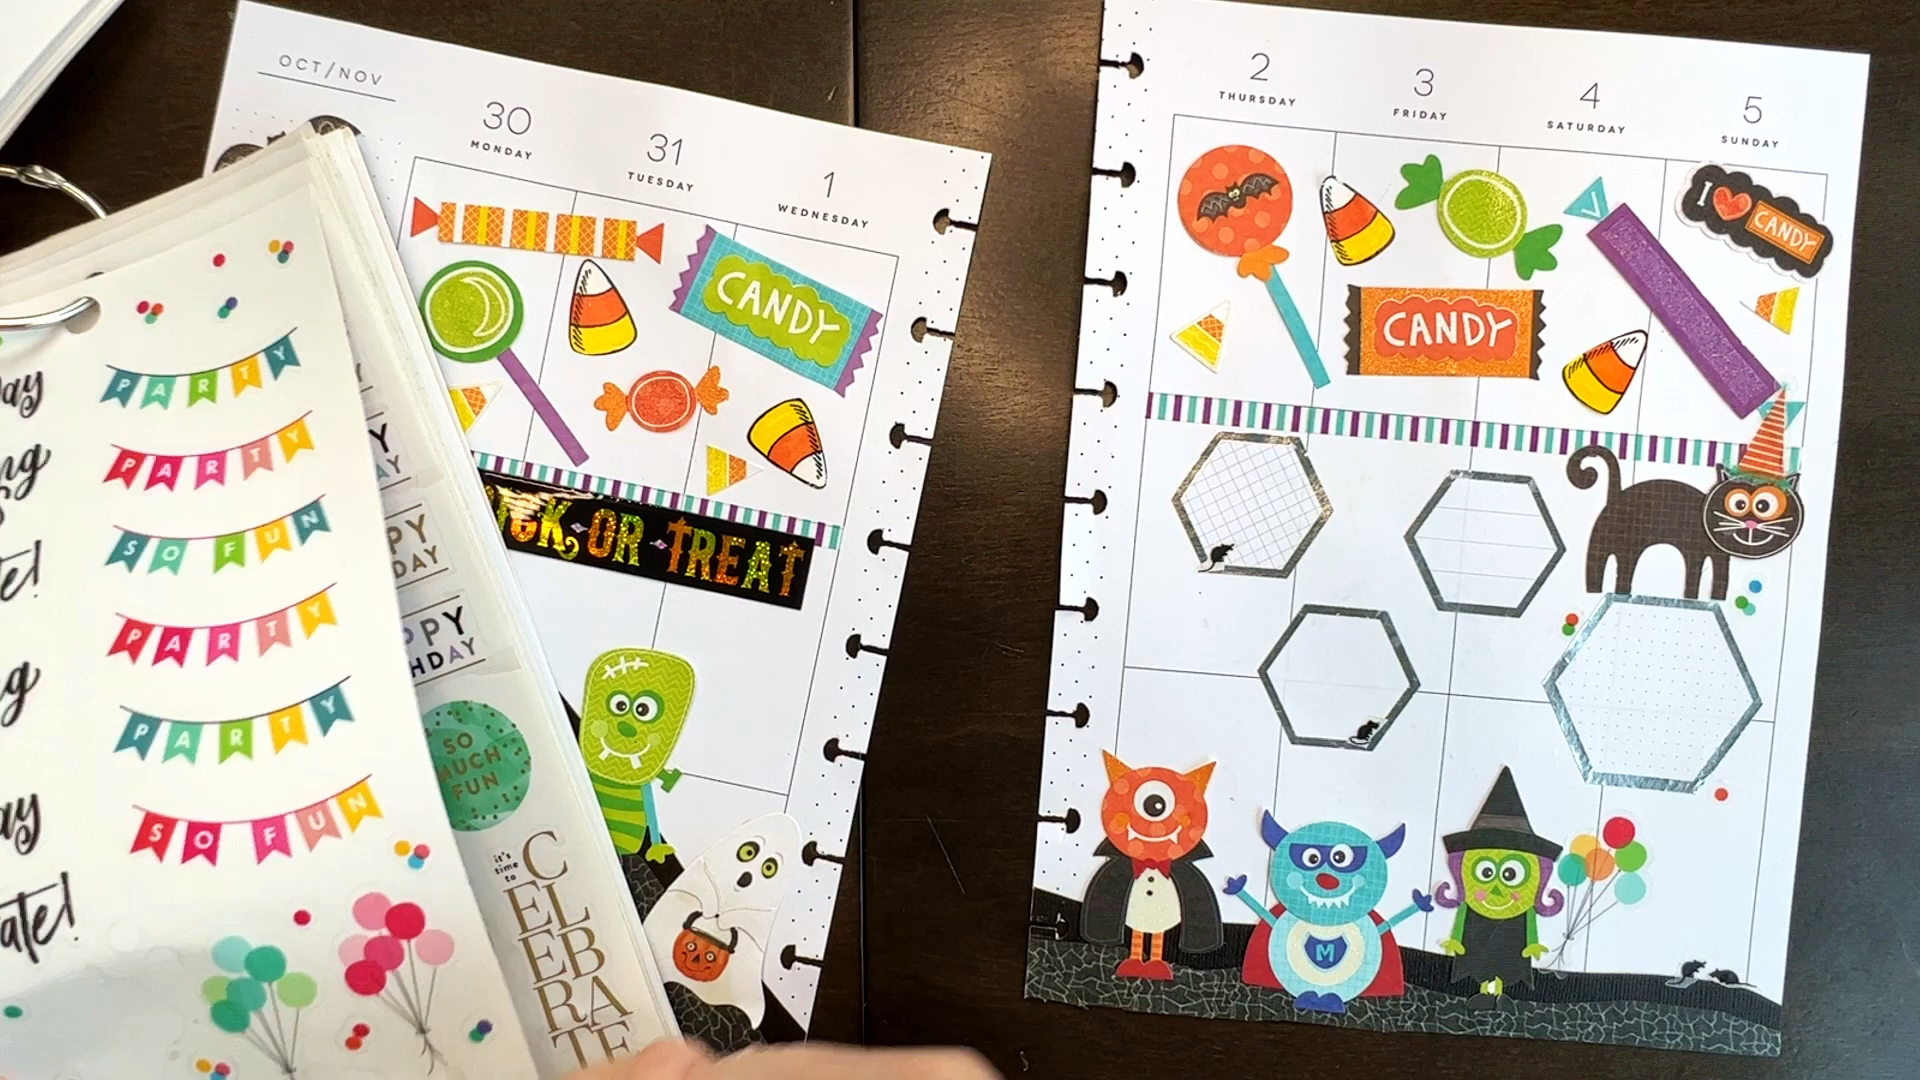 OCT/NOV
30
MONDAY
31
TUESDAY
1
WEDNESDAY
2
THURSDAY
3
FRIDAY
4
SATURDAY
5
SUNDAY
CANDY
OR TREAT
CANDY
I
CANDY
M
PARTY
PARTY
SO FUN
PARTY
PARTY
SO FUN
SO
MUCH
FUN
it's
time
to
CELEBRATE